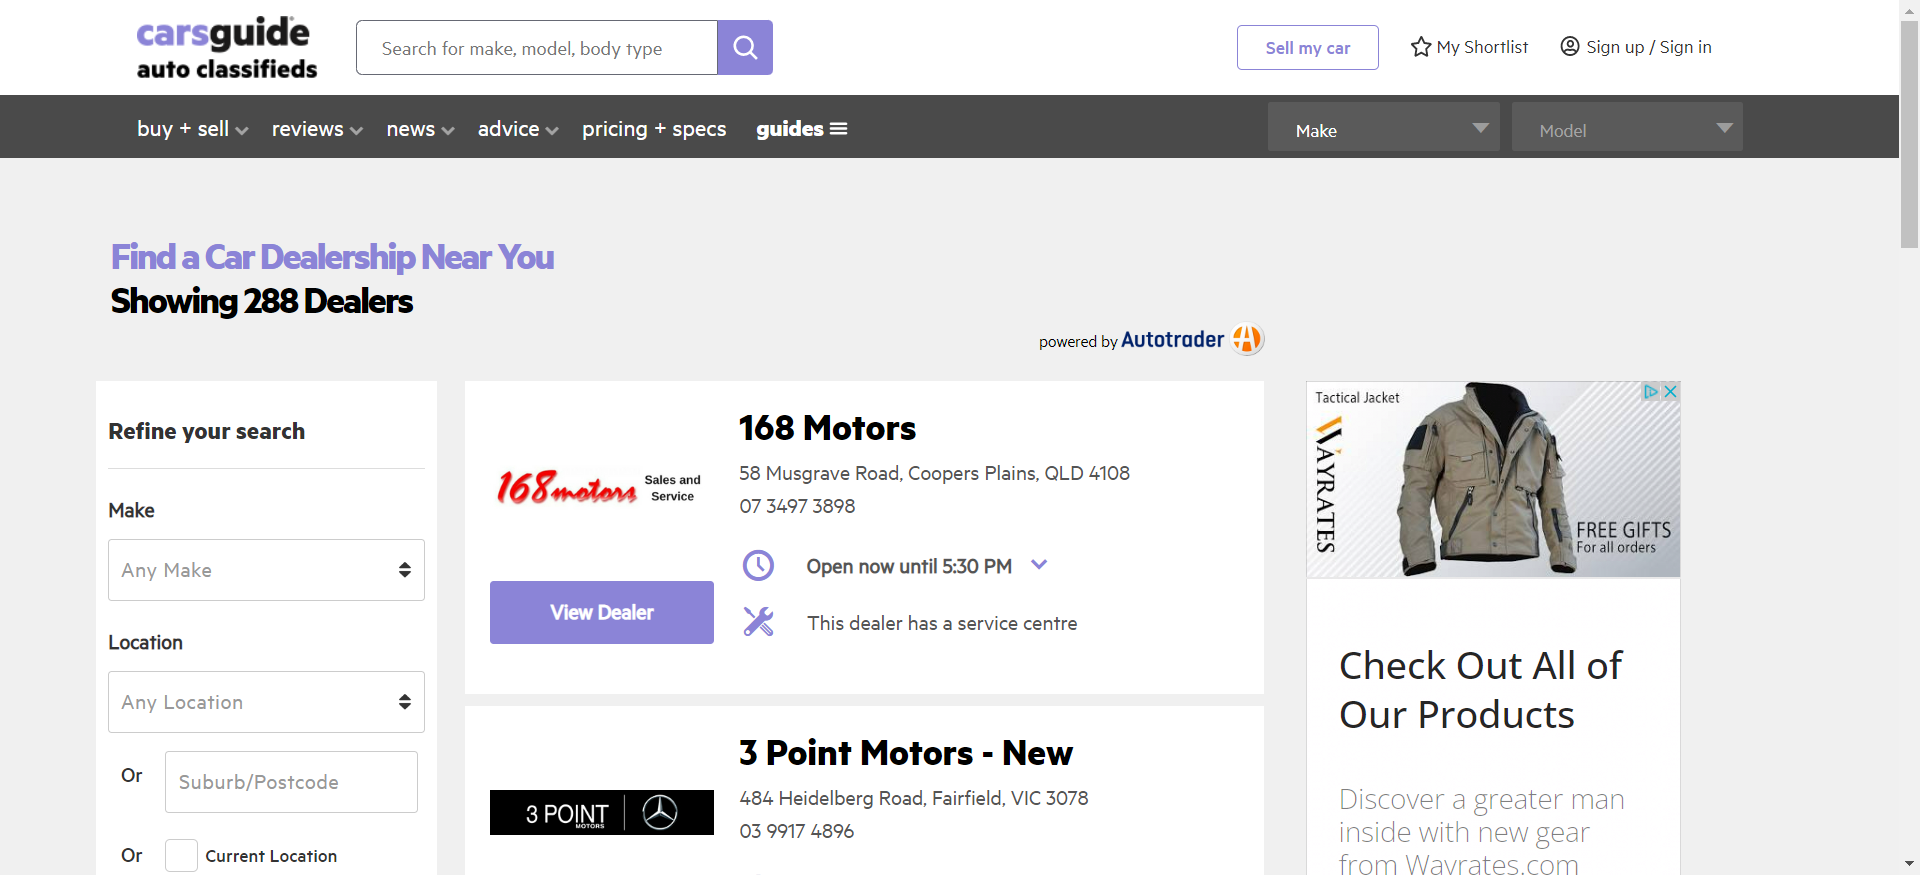 carsguide
auto classifieds
Search for make, model, body type
Sell my car
My Shortlist
Sign up / Sign in
buy + sell
reviews
news
advice
pricing + specs
guides
Make
Model
Find a Car Dealership Near You
Showing 288 Dealers
powered by Autotrader
Refine your search
Make
Any Make
Location
Any Location
Or
Suburb/Postcode
Or
Current Location
168 motors
Sales and
Service
View Dealer
168 Motors
58 Musgrave Road, Coopers Plains, QLD 4108
07 3497 3898
Open now until 5:30 PM
This dealer has a service centre
3 POINT
MOTORS
3 Point Motors - New
484 Heidelberg Road, Fairfield, VIC 3078
03 9917 4896
Tactical Jacket
WAYRATES
FREE GIFTS
For all orders
Check Out All of
Our Products
Discover a greater man
inside with new gear
from Wayrates.com